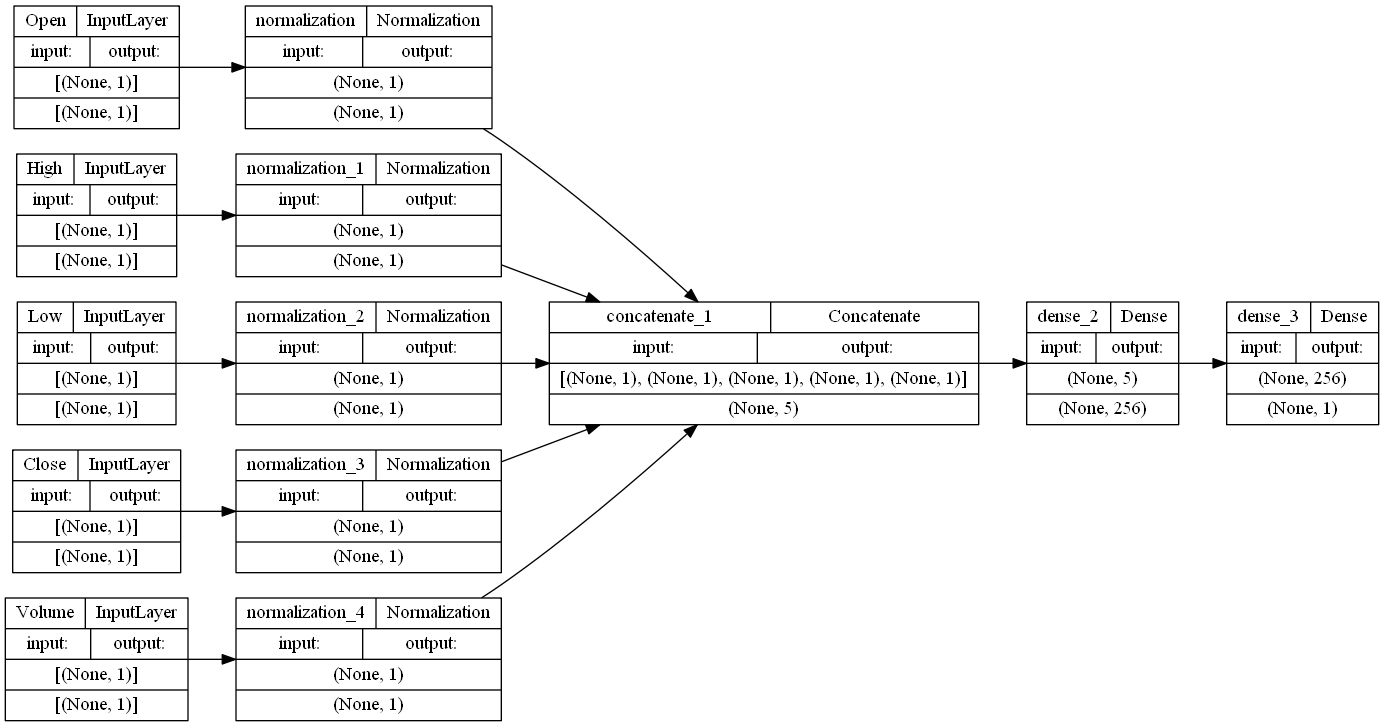 Open InputLayer
input: output:
[(None, 1)]
[(None, 1)]
normalization Normalization
input: output:
(None, 1)
(None, 1)
High InputLayer
input: output:
[(None, 1)]
[(None, 1)]
normalization_1 Normalization
input: output:
(None, 1)
(None, 1)
Low InputLayer
input: output:
[(None, 1)]
[(None, 1)]
normalization_2 Normalization
input: output:
(None, 1)
(None, 1)
concatenate_1 Concatenate
input: output:
[(None, 1), (None, 1), (None, 1), (None, 1), (None, 1)]
(None, 5)
dense_2 Dense
input: output:
(None, 5)
(None, 256)
dense_3 Dense
input: output:
(None, 256)
(None, 1)
Close InputLayer
input: output:
[(None, 1)]
[(None, 1)]
normalization_3 Normalization
input: output:
(None, 1)
(None, 1)
Volume InputLayer
input: output:
[(None, 1)]
[(None, 1)]
normalization_4 Normalization
input: output:
(None, 1)
(None, 1)